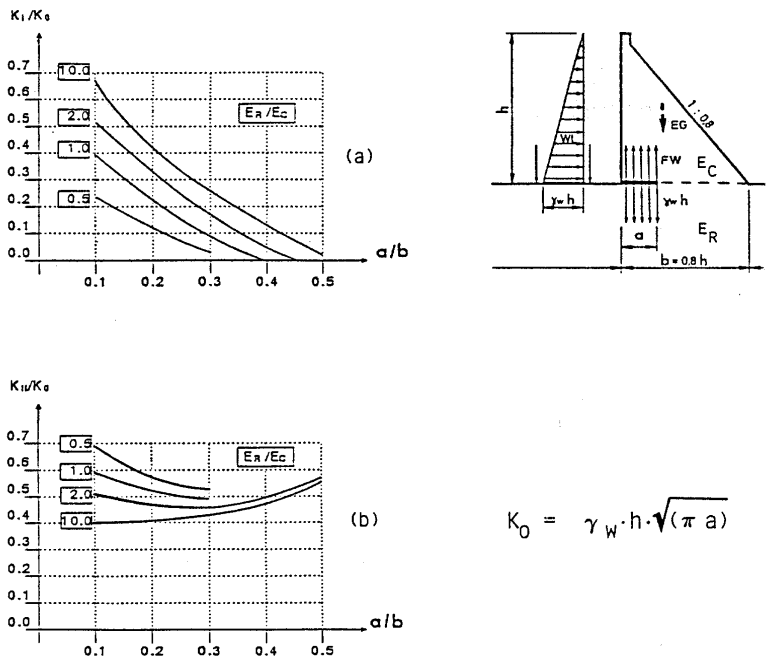 K_I/K_0
0.7
0.6
0.5
0.4
0.3
0.2
0.1
0.0
10.0
2.0
1.0
0.5
E_R/E_C
(a)
a/b
0.1 0.2 0.3 0.4 0.5
h
WL
γ_w h
1 : 0.8
EG
FW
E_C
γ_w h
a
E_R
b = 0.8 h
K_II/K_0
0.7
0.6
0.5
0.4
0.3
0.2
0.1
0.0
0.5
1.0
2.0
10.0
E_R/E_C
(b)
a/b
0.1 0.2 0.3 0.4 0.5
K_0 = γ_W·h·√(π a)